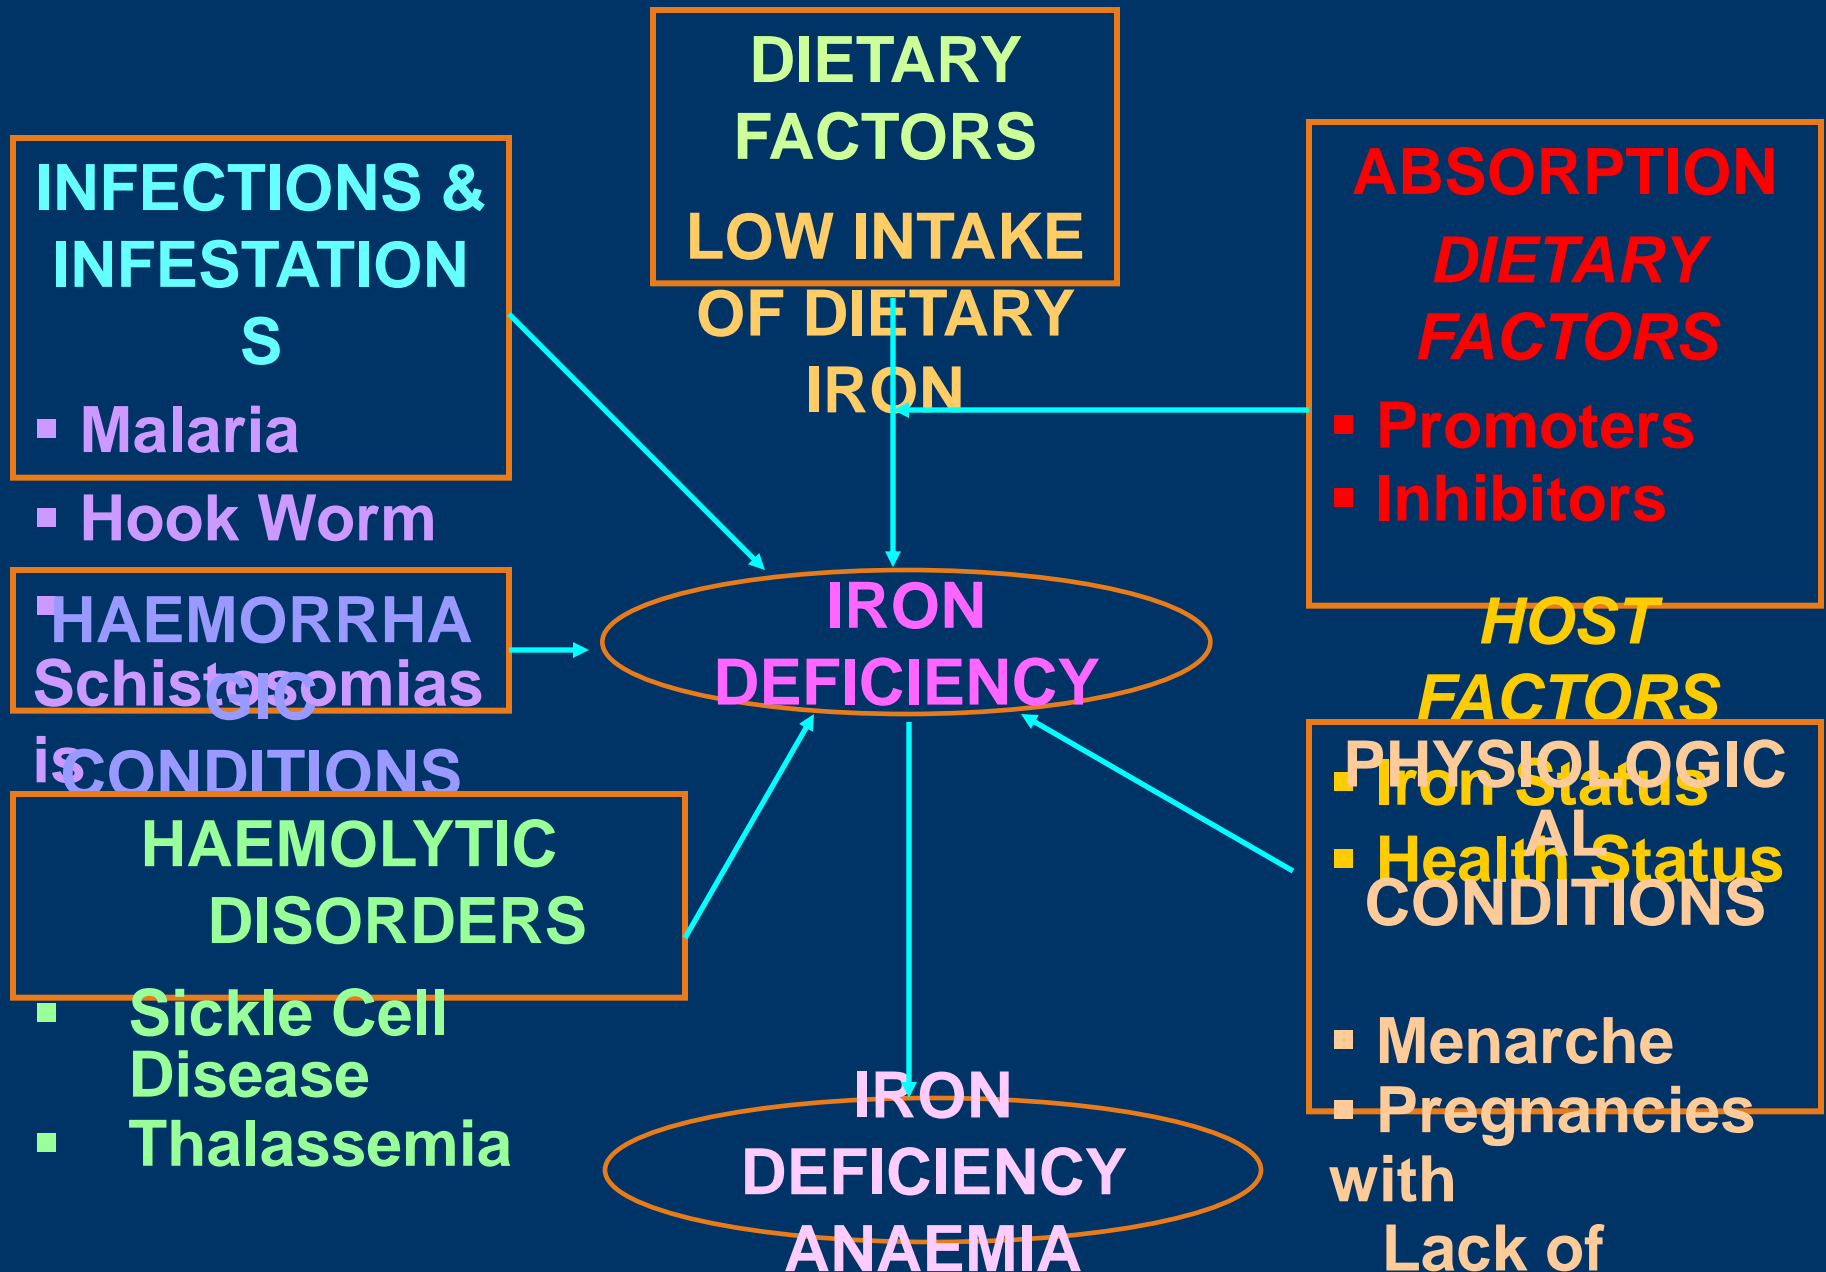 DIETARY
FACTORS
LOW INTAKE
OF DIETARY
IRON
INFECTIONS &
INFESTATION
S
▪ Malaria
▪ Hook Worm
▪
Schistosomias
is
HAEMORRHA
GIC
CONDITIONS
HAEMOLYTIC
DISORDERS
▪ Sickle Cell
Disease
▪ Thalassemia
ABSORPTION
DIETARY
FACTORS
▪ Promoters
▪ Inhibitors
HOST
FACTORS
▪ Iron Status
▪ Health Status
PHYSIOLOGIC
AL
CONDITIONS
▪ Menarche
▪ Pregnancies
with
Lack of
IRON
DEFICIENCY
IRON
DEFICIENCY
ANAEMIA